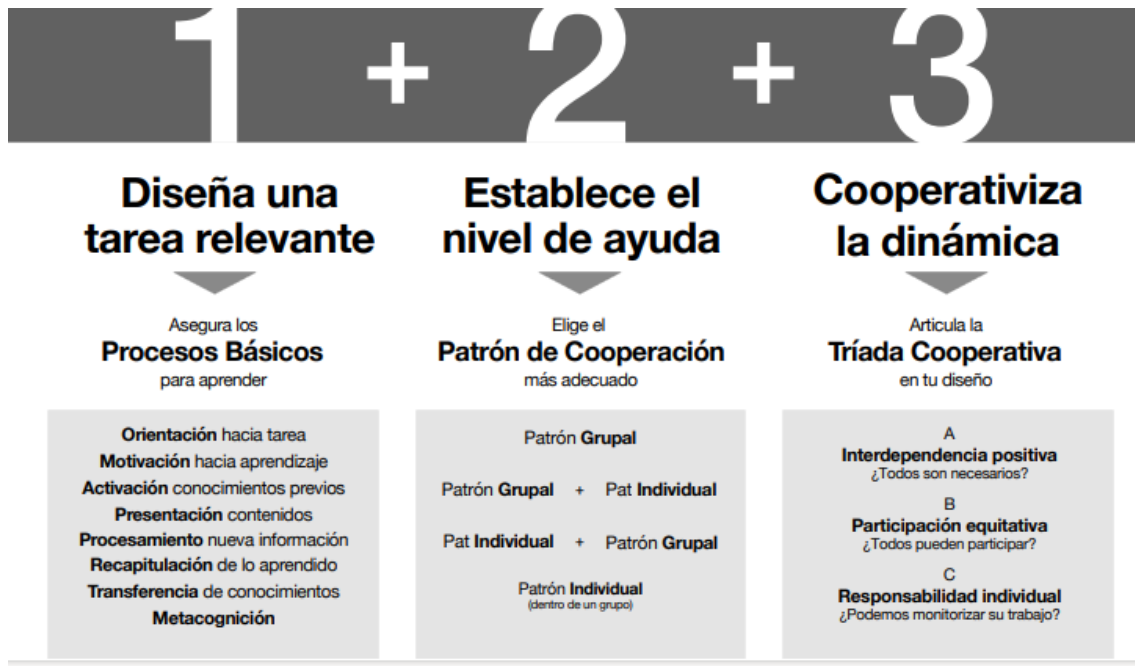 1 + 2 + 3
Diseña una
tarea relevante
Asegura los
Procesos Básicos
para aprender
Orientación hacia tarea
Motivación hacia aprendizaje
Activación conocimientos previos
Presentación contenidos
Procesamiento nueva información
Recapitulación de lo aprendido
Transferencia de conocimientos
Metacognición
Establece el
nivel de ayuda
Elige el
Patrón de Cooperación
más adecuado
Patrón Grupal
Patrón Grupal + Pat Individual
Pat Individual + Patrón Grupal
Patrón Individual
(dentro de un grupo)
Cooperativiza
la dinámica
Articula la
Tríada Cooperativa
en tu diseño
A
Interdependencia positiva
¿Todos son necesarios?
B
Participación equitativa
¿Todos pueden participar?
C
Responsabilidad individual
¿Podemos monitorizar su trabajo?